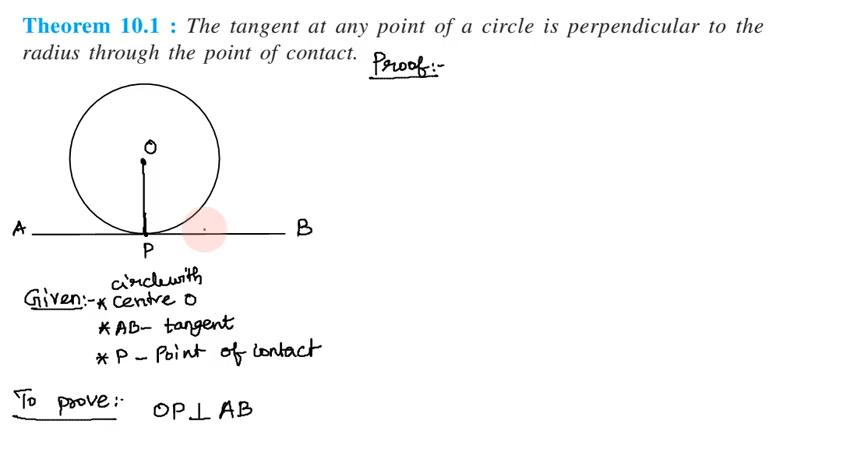 Theorem 10.1 : The tangent at any point of a circle is perpendicular to the
radius through the point of contact.
Proof:-
O
A
B
P
circle with
Given:- * centre O
* AB- tangent
* P - Point of contact
To prove:- OP⊥ AB